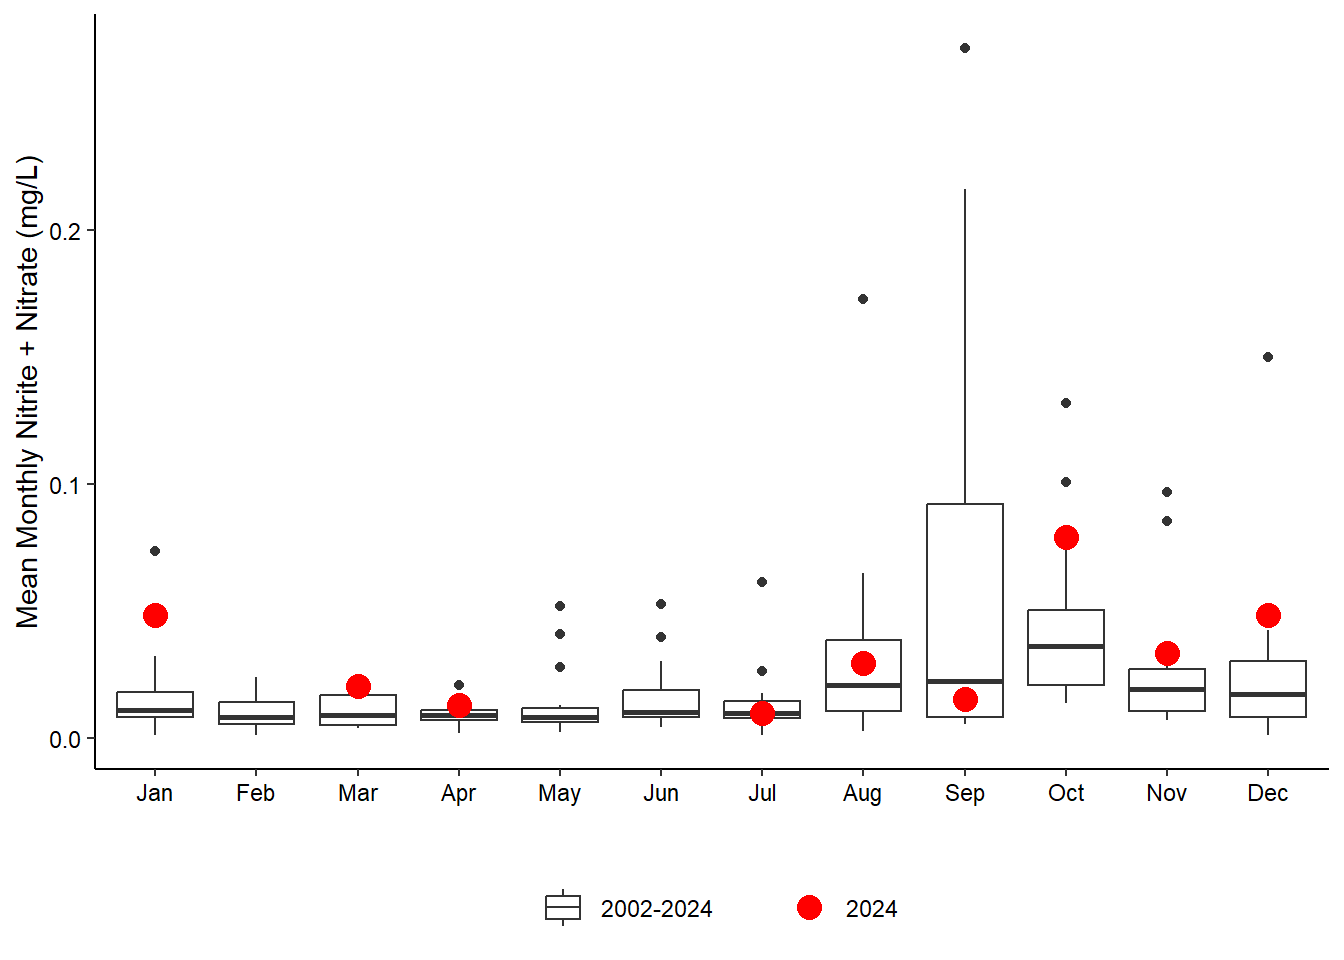 Mean Monthly Nitrite + Nitrate (mg/L)
0.2
0.1
0.0
Jan Feb Mar Apr May Jun Jul Aug Sep Oct Nov Dec
2002-2024 2024